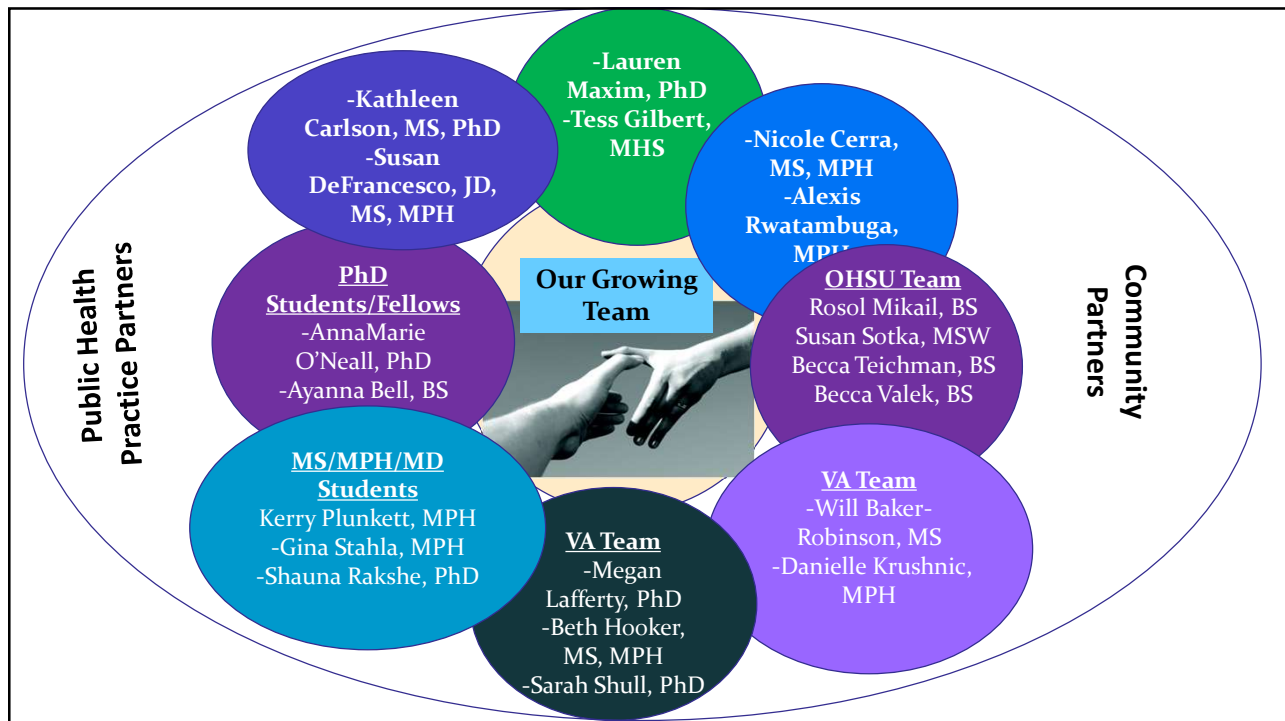 -Lauren
Maxim, PhD
-Tess Gilbert,
MHS
-Kathleen
Carlson, MS, PhD
-Susan
DeFrancesco, JD,
MS, MPH
-Nicole Cerra,
MS, MPH
-Alexis
Rwatambuga,
MPH
Public Health
Practice Partners
PhD
Students/Fellows
-AnnaMarie
O’Neall, PhD
-Ayanna Bell, BS
Our Growing
Team
OHSU Team
Rosol Mikail, BS
Susan Sotka, MSW
Becca Teichman, BS
Becca Valek, BS
Community
Partners
MS/MPH/MD
Students
Kerry Plunkett, MPH
-Gina Stahla, MPH
-Shauna Rakshe, PhD
VA Team
-Megan
Lafferty, PhD
-Beth Hooker,
MS, MPH
-Sarah Shull, PhD
VA Team
-Will Baker-
Robinson, MS
-Danielle Krushnic,
MPH